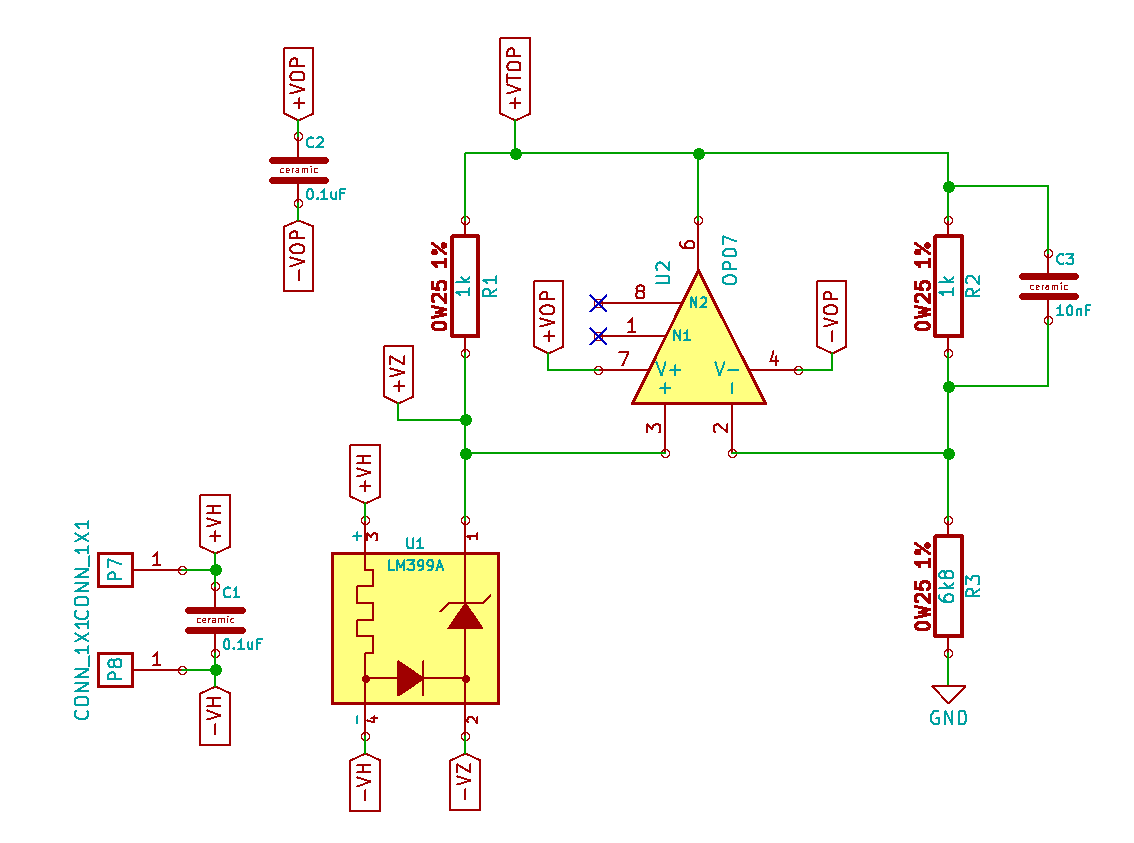 +VOP
C2
ceramic
0.1uF
-VOP
+VTOP
0W25 1%
1k
R1
+VZ
U2
OP07
6
8
N2
1
N1
7
V+
+
+VOP
V-
-
4
-VOP
3
2
0W25 1%
1k
R2
C3
ceramic
10nF
0W25 1%
6k8
R3
GND
+VH
+
3
U1
1
LM399A
-
4
2
-VH
-VZ
CONN_1X1
P7
1
+VH
C1
ceramic
0.1uF
CONN_1X1
P8
1
-VH